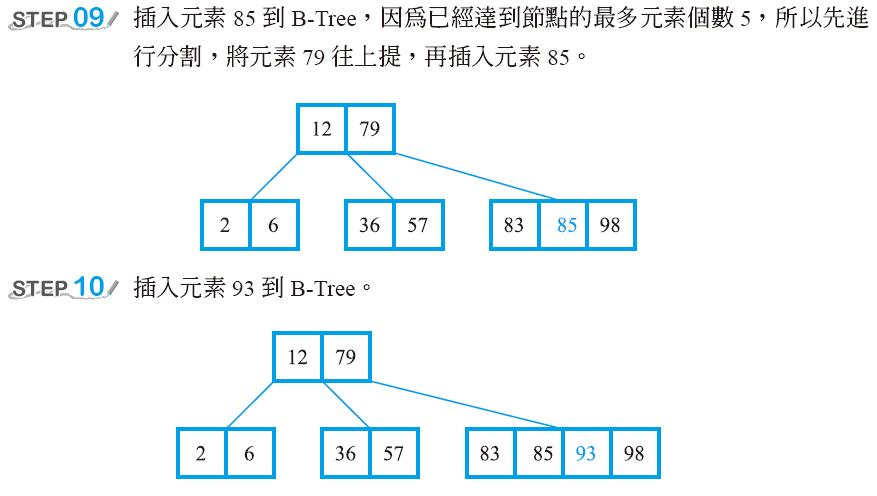 STEP 09 插入元素 85 到 B-Tree,因為已經達到節點的最多元素個數 5,所以先進
行分割,將元素 79 往上提,再插入元素 85。
12 79
2 6 36 57 83 85 98
STEP 10 插入元素 93 到 B-Tree。
12 79
2 6 36 57 83 85 93 98